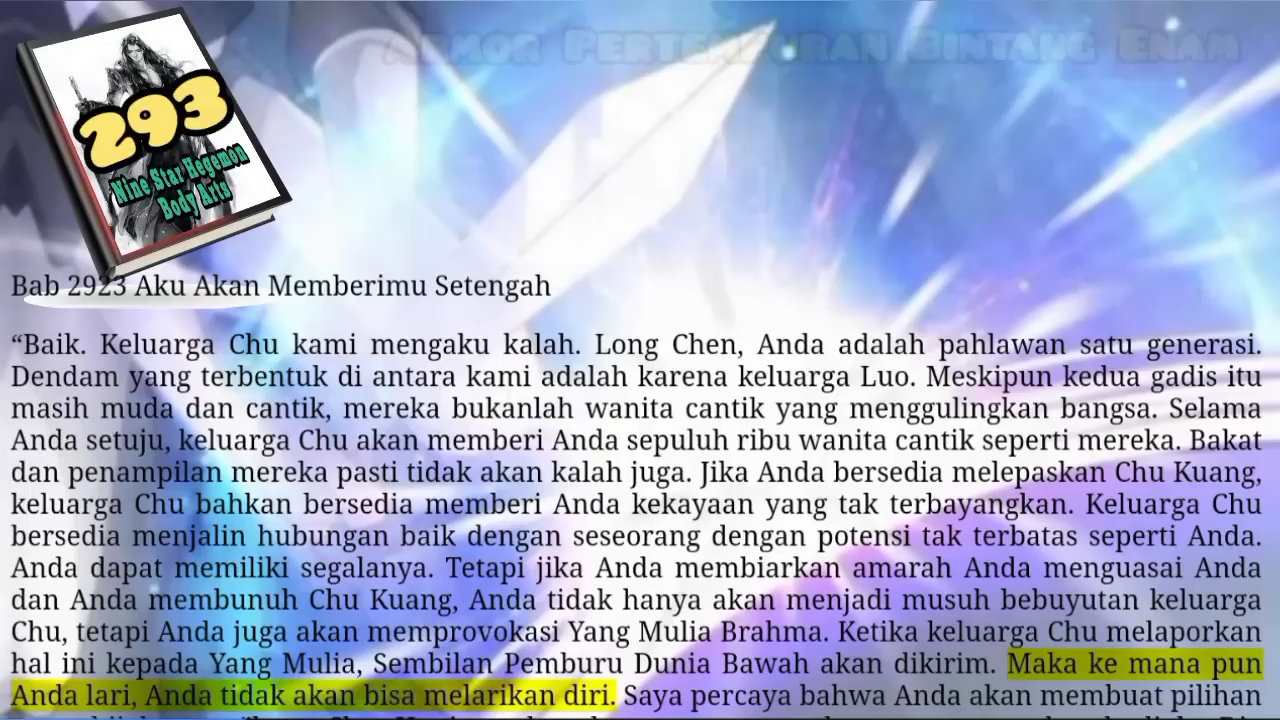 Armor Pertempuran Bintang Enam
293
Nine Star Hegemon
Body Arts
Bab 2923 Aku Akan Memberimu Setengah
“Baik. Keluarga Chu kami mengaku kalah. Long Chen, Anda adalah pahlawan satu generasi.
Dendam yang terbentuk di antara kami adalah karena keluarga Luo. Meskipun kedua gadis itu
masih muda dan cantik, mereka bukanlah wanita cantik yang menggulingkan bangsa. Selama
Anda setuju, keluarga Chu akan memberi Anda sepuluh ribu wanita cantik seperti mereka. Bakat
dan penampilan mereka pasti tidak akan kalah juga. Jika Anda bersedia melepaskan Chu Kuang,
keluarga Chu bahkan bersedia memberi Anda kekayaan yang tak terbayangkan. Keluarga Chu
bersedia menjalin hubungan baik dengan seseorang dengan potensi tak terbatas seperti Anda.
Anda dapat memiliki segalanya. Tetapi jika Anda membiarkan amarah Anda menguasai Anda
dan Anda membunuh Chu Kuang, Anda tidak hanya akan menjadi musuh bebuyutan keluarga
Chu, tetapi Anda juga akan memprovokasi Yang Mulia Brahma. Ketika keluarga Chu melaporkan
hal ini kepada Yang Mulia, Sembilan Pemburu Dunia Bawah akan dikirim. Maka ke mana pun
Anda lari, Anda tidak akan bisa melarikan diri. Saya percaya bahwa Anda akan membuat pilihan